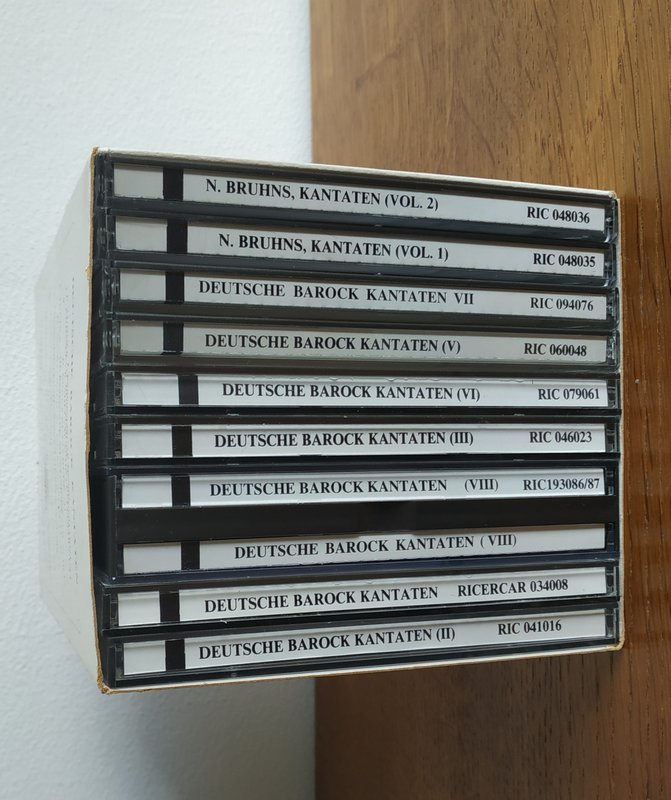 N. BRUHNS, KANTATEN (VOL. 2) RIC 048036
N. BRUHNS, KANTATEN (VOL. 1) RIC 048035
DEUTSCHE BAROCK KANTATEN VII RIC 094076
DEUTSCHE BAROCK KANTATEN (V) RIC 060048
DEUTSCHE BAROCK KANTATEN (VI) RIC 079061
DEUTSCHE BAROCK KANTATEN (III) RIC 046023
DEUTSCHE BAROCK KANTATEN (VIII) RIC193086/87
DEUTSCHE BAROCK KANTATEN ( VIII)
DEUTSCHE BAROCK KANTATEN RICERCAR 034008
DEUTSCHE BAROCK KANTATEN (II) RIC 041016